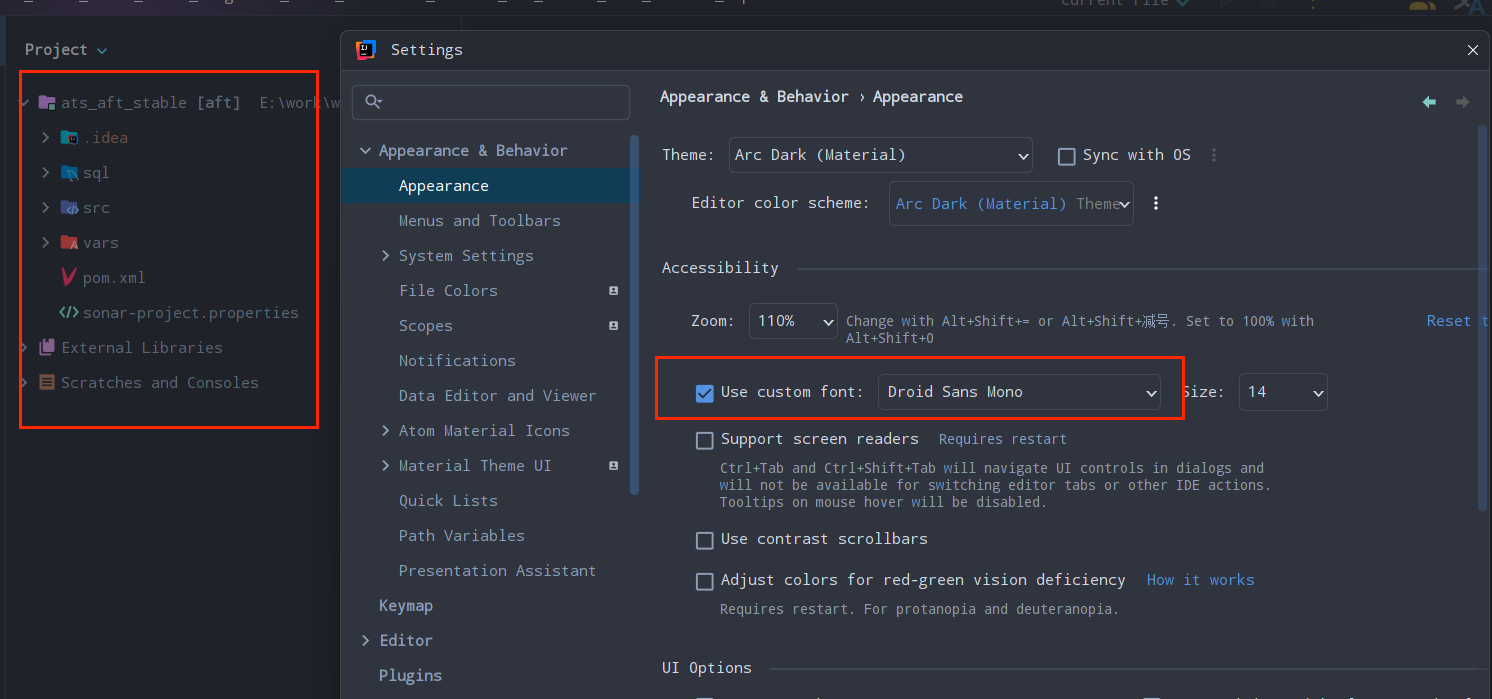 Current File
Project
ats_aft_stable [aft] E:\work\w
.idea
sql
src
vars
pom.xml
sonar-project.properties
External Libraries
Scratches and Consoles
Settings
Appearance & Behavior
Appearance
Menus and Toolbars
System Settings
File Colors
Scopes
Notifications
Data Editor and Viewer
Atom Material Icons
Material Theme UI
Quick Lists
Path Variables
Presentation Assistant
Keymap
Editor
Plugins
Appearance & Behavior › Appearance
Theme: Arc Dark (Material) Sync with OS
Editor color scheme: Arc Dark (Material) Theme
Accessibility
Zoom: 110% Change with Alt+Shift+= or Alt+Shift+减号. Set to 100% with Reset t
Alt+Shift+0
Use custom font: Droid Sans Mono Size: 14
Support screen readers Requires restart
Ctrl+Tab and Ctrl+Shift+Tab will navigate UI controls in dialogs and
will not be available for switching editor tabs or other IDE actions.
Tooltips on mouse hover will be disabled.
Use contrast scrollbars
Adjust colors for red-green vision deficiency How it works
Requires restart. For protanopia and deuteranopia.
UI Options